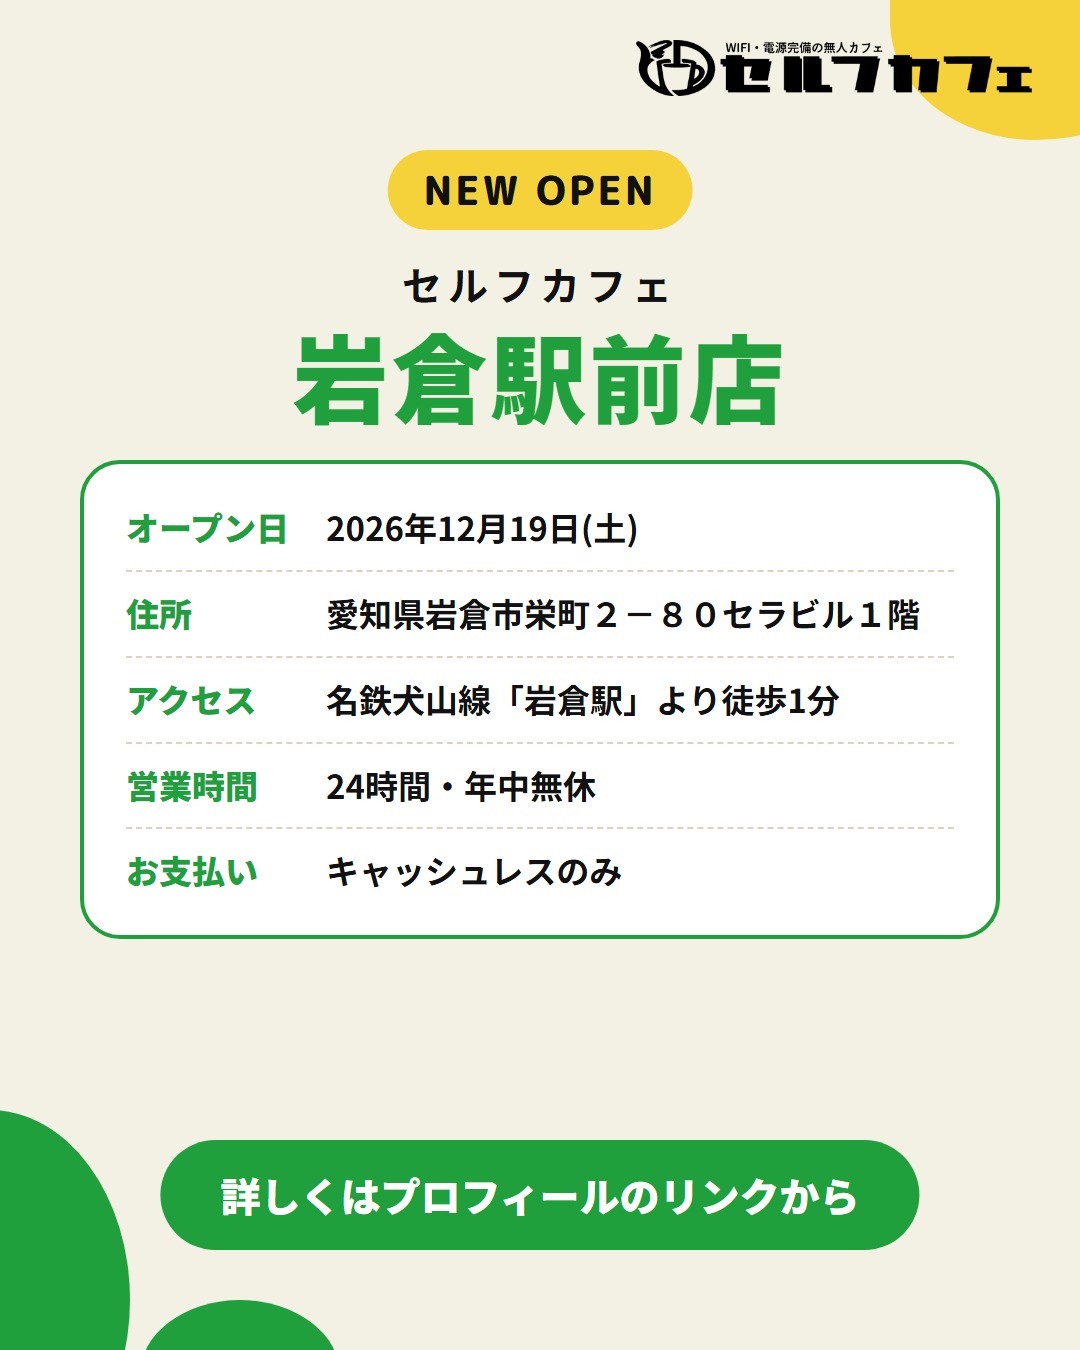 WIFI・電源完備の無人カフェ
セルフカフェ
NEW OPEN
セルフカフェ
岩倉駅前店
オープン日 2026年12月19日(土)
住所 愛知県岩倉市栄町２－８０セラビル１階
アクセス 名鉄犬山線「岩倉駅」より徒歩1分
営業時間 24時間・年中無休
お支払い キャッシュレスのみ
詳しくはプロフィールのリンクから